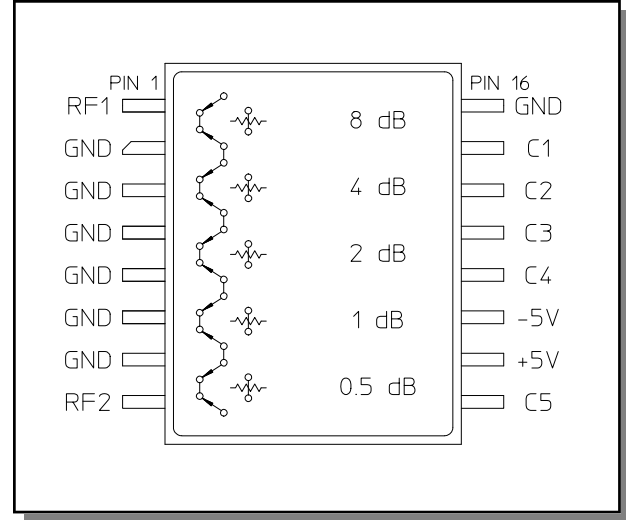 PIN 1 PIN 16
RF1 GND
8 dB
GND C1
GND 4 dB C2
GND C3
2 dB
GND C4
GND 1 dB -5V
GND +5V
0.5 dB
RF2 C5